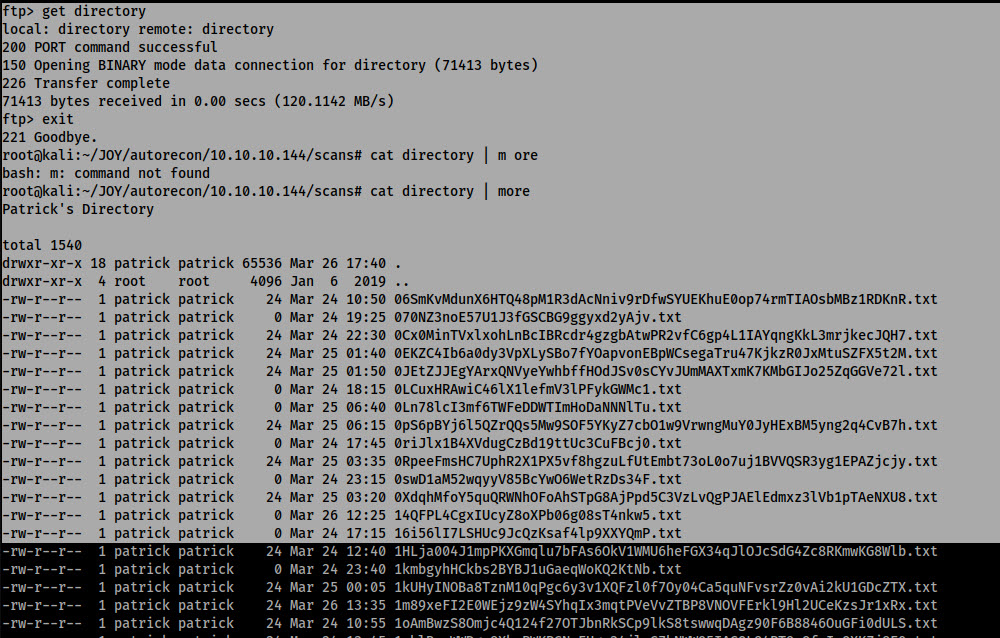 ftp> get directory
local: directory remote: directory
200 PORT command successful
150 Opening BINARY mode data connection for directory (71413 bytes)
226 Transfer complete
71413 bytes received in 0.00 secs (120.1142 MB/s)
ftp> exit
221 Goodbye.
root@kali:~/JOY/autorecon/10.10.10.144/scans# cat directory | m ore
bash: m: command not found
root@kali:~/JOY/autorecon/10.10.10.144/scans# cat directory | more
Patrick's Directory
total 1540
drwxr-xr-x 18 patrick patrick 65536 Mar 26 17:40 .
drwxr-xr-x  4 root    root     4096 Jan  6  2019 ..
-rw-r--r--  1 patrick patrick    24 Mar 24 10:50 06SmKvMdunX6HTQ48pM1R3dAcNniv9rDfwSYUEKhuE0op74rmTIAOsbMBz1RDKnR.txt
-rw-r--r--  1 patrick patrick     0 Mar 24 19:25 070NZ3noE57U1J3fGSCBG9ggyxd2yAjv.txt
-rw-r--r--  1 patrick patrick    24 Mar 24 22:30 0Cx0MinTVxlxohLnBcIBRcdr4gzgbAtwPR2vfC6gp4L1IAYqngKkL3mrjkecJQH7.txt
-rw-r--r--  1 patrick patrick    24 Mar 25 01:40 0EKZC4Ib6a0dy3VpXLySBo7fYOapvonEBpWCsegaTru47KjkzR0JxMtuSZFX5t2M.txt
-rw-r--r--  1 patrick patrick    24 Mar 25 01:50 0JEtZJJEgYArxQNVyeYwhbffHOdJSv0sCYvJUmMAXTxmK7KMbGIJo25ZqGGVe72l.txt
-rw-r--r--  1 patrick patrick     0 Mar 24 18:15 0LCuxHRAwiC46lX1lefmV3lPFykGWMc1.txt
-rw-r--r--  1 patrick patrick     0 Mar 25 06:40 0Ln78lcI3mf6TWFeDDWTImHoDaNNNlTu.txt
-rw-r--r--  1 patrick patrick    24 Mar 25 06:15 0pS6pBYj6l5QZrQQs5Mw9SOF5YKyZ7cbO1w9VrwngMuY0JyHExBM5yng2q4CvB7h.txt
-rw-r--r--  1 patrick patrick     0 Mar 24 17:45 0riJlx1B4XVdugCzBd19ttUc3CuFBcj0.txt
-rw-r--r--  1 patrick patrick    24 Mar 25 03:35 0RpeeFmsHC7UphR2X1PX5vf8hgzuLfUtEmbt73oL0o7uj1BVVQSR3yg1EPAZjcjy.txt
-rw-r--r--  1 patrick patrick     0 Mar 24 23:15 0swD1aM52wqyyV85BcYwO6WetRzDs34F.txt
-rw-r--r--  1 patrick patrick    24 Mar 25 03:20 0XdqhMfoY5quQRWNhOFoAhSTpG8AjPpd5C3VzLvQgPJAElEdmxz3lVb1pTAeNXU8.txt
-rw-r--r--  1 patrick patrick     0 Mar 26 12:25 14QFPL4CgxIUcyZ8oXPb06g08sT4nkw5.txt
-rw-r--r--  1 patrick patrick     0 Mar 24 17:15 16i56lI7LSHUc9JcQzKsaf4lp9XXYQmP.txt
-rw-r--r--  1 patrick patrick    24 Mar 24 12:40 1HLja004J1mpPKXGmqlu7bFAs6OkV1WMU6heFGX34qJlOJcSdG4Zc8RKmwKG8Wlb.txt
-rw-r--r--  1 patrick patrick     0 Mar 24 23:40 1kmbgyhHCkbs2BYBJ1uGaeqWoKQ2KtNb.txt
-rw-r--r--  1 patrick patrick    24 Mar 25 00:05 1kUHyINOBa8TznM10qPgc6y3v1XQFzl0f7Oy04Ca5quNFvsrZz0vAi2kU1GDcZTX.txt
-rw-r--r--  1 patrick patrick    24 Mar 26 13:35 1m89xeFI2E0WEjz9zW4SYhqIx3mqtPVeVvZTBP8VNOVFErkl9Hl2UCeKzsJr1xRx.txt
-rw-r--r--  1 patrick patrick    24 Mar 24 10:55 1oAmBwzS8Omjc4Q124f27OTJbnRkSCp9lkS8tswwqDAgz90F6B8846OuGFi0dULS.txt